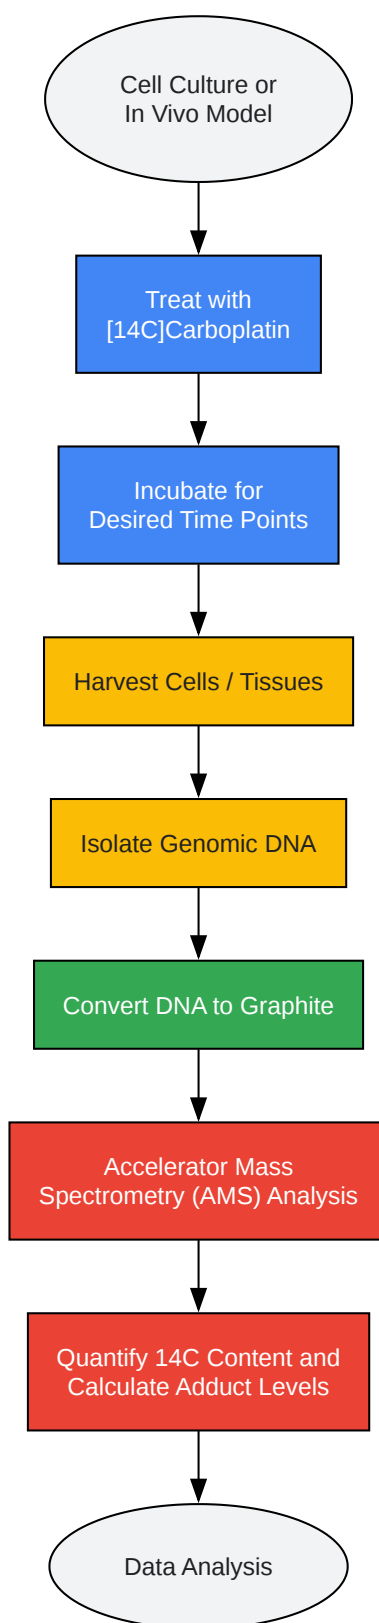 Cell Culture or
In Vivo Model
Treat with
[14C]Carboplatin
Incubate for
Desired Time Points
Harvest Cells / Tissues
Isolate Genomic DNA
Convert DNA to Graphite
Accelerator Mass
Spectrometry (AMS) Analysis
Quantify 14C Content and
Calculate Adduct Levels
Data Analysis